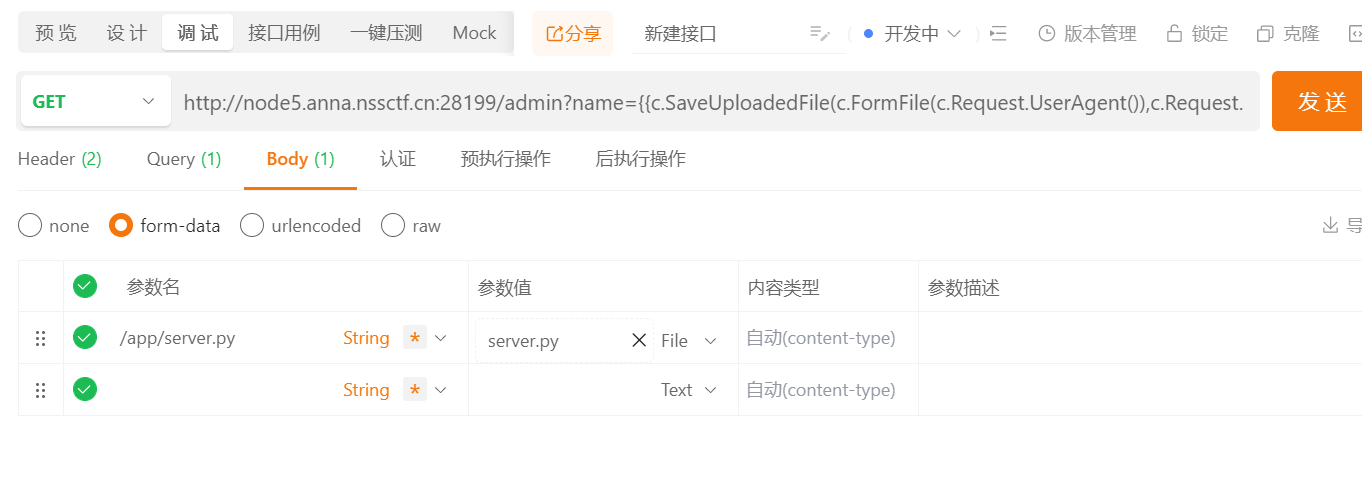 预 览 设 计 调 试 接口用例 一键压测 Mock 分享 新建接口 开发中 版本管理 锁定 克隆
GET http://node5.anna.nssctf.cn:28199/admin?name={{c.SaveUploadedFile(c.FormFile(c.Request.UserAgent()),c.Request. 发 送
Header (2) Query (1) Body (1) 认证 预执行操作 后执行操作
none form-data urlencoded raw 导
参数名 参数值 内容类型 参数描述
/app/server.py String * server.py File 自动(content-type)
String * Text 自动(content-type)